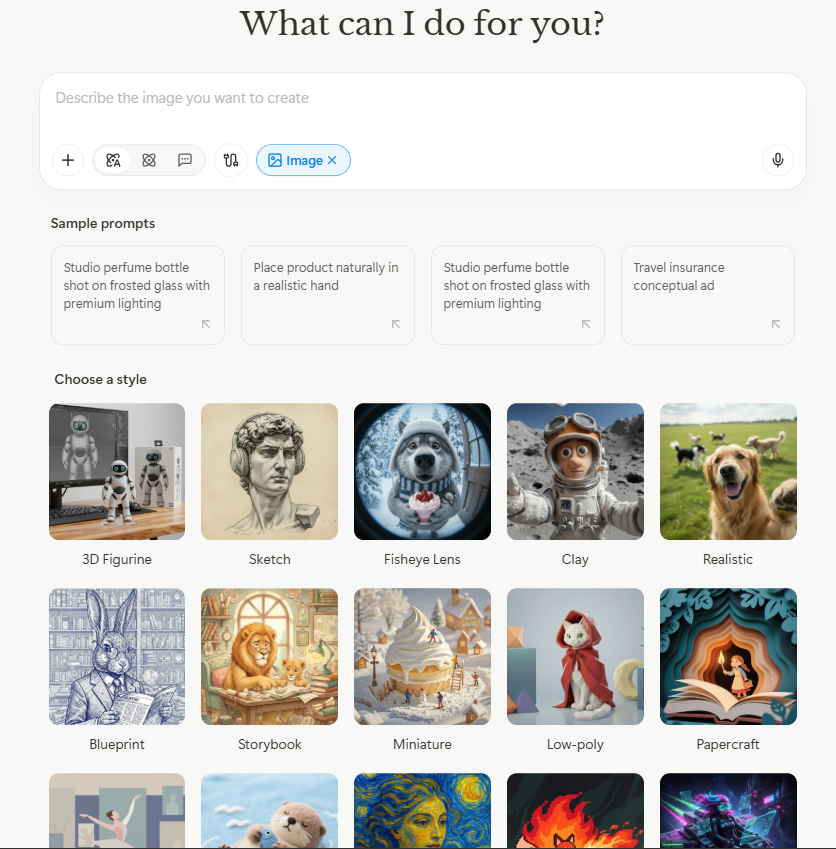 What can I do for you?
Describe the image you want to create
Image
Sample prompts
Studio perfume bottle
shot on frosted glass with
premium lighting
Place product naturally in
a realistic hand
Studio perfume bottle
shot on frosted glass with
premium lighting
Travel insurance
conceptual ad
Choose a style
3D Figurine
Sketch
Fisheye Lens
Clay
Realistic
Blueprint
Storybook
Miniature
Low-poly
Papercraft